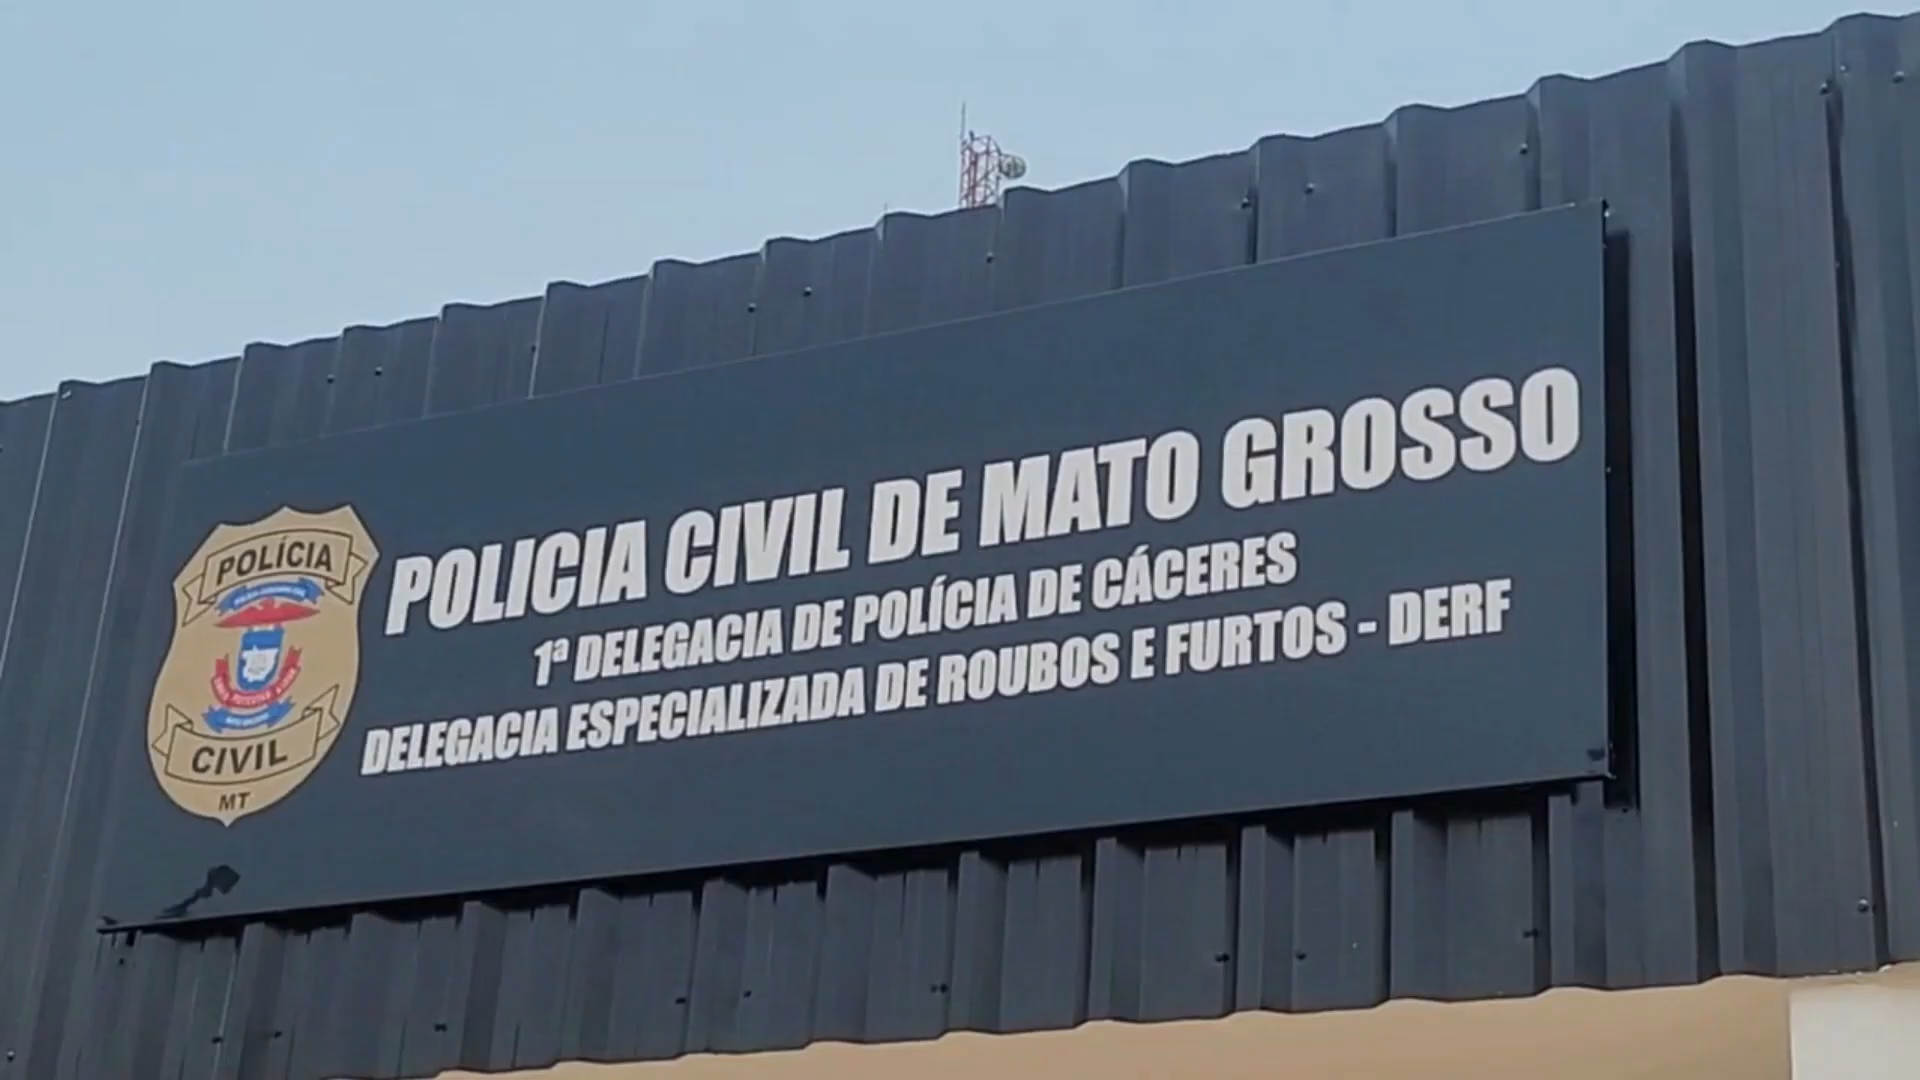 POLICIA CIVIL DE MATO GROSSO
1ª DELEGACIA DE POLÍCIA DE CÁCERES
DELEGACIA ESPECIALIZADA DE ROUBOS E FURTOS - DERF
POLÍCIA
CIVIL
MT